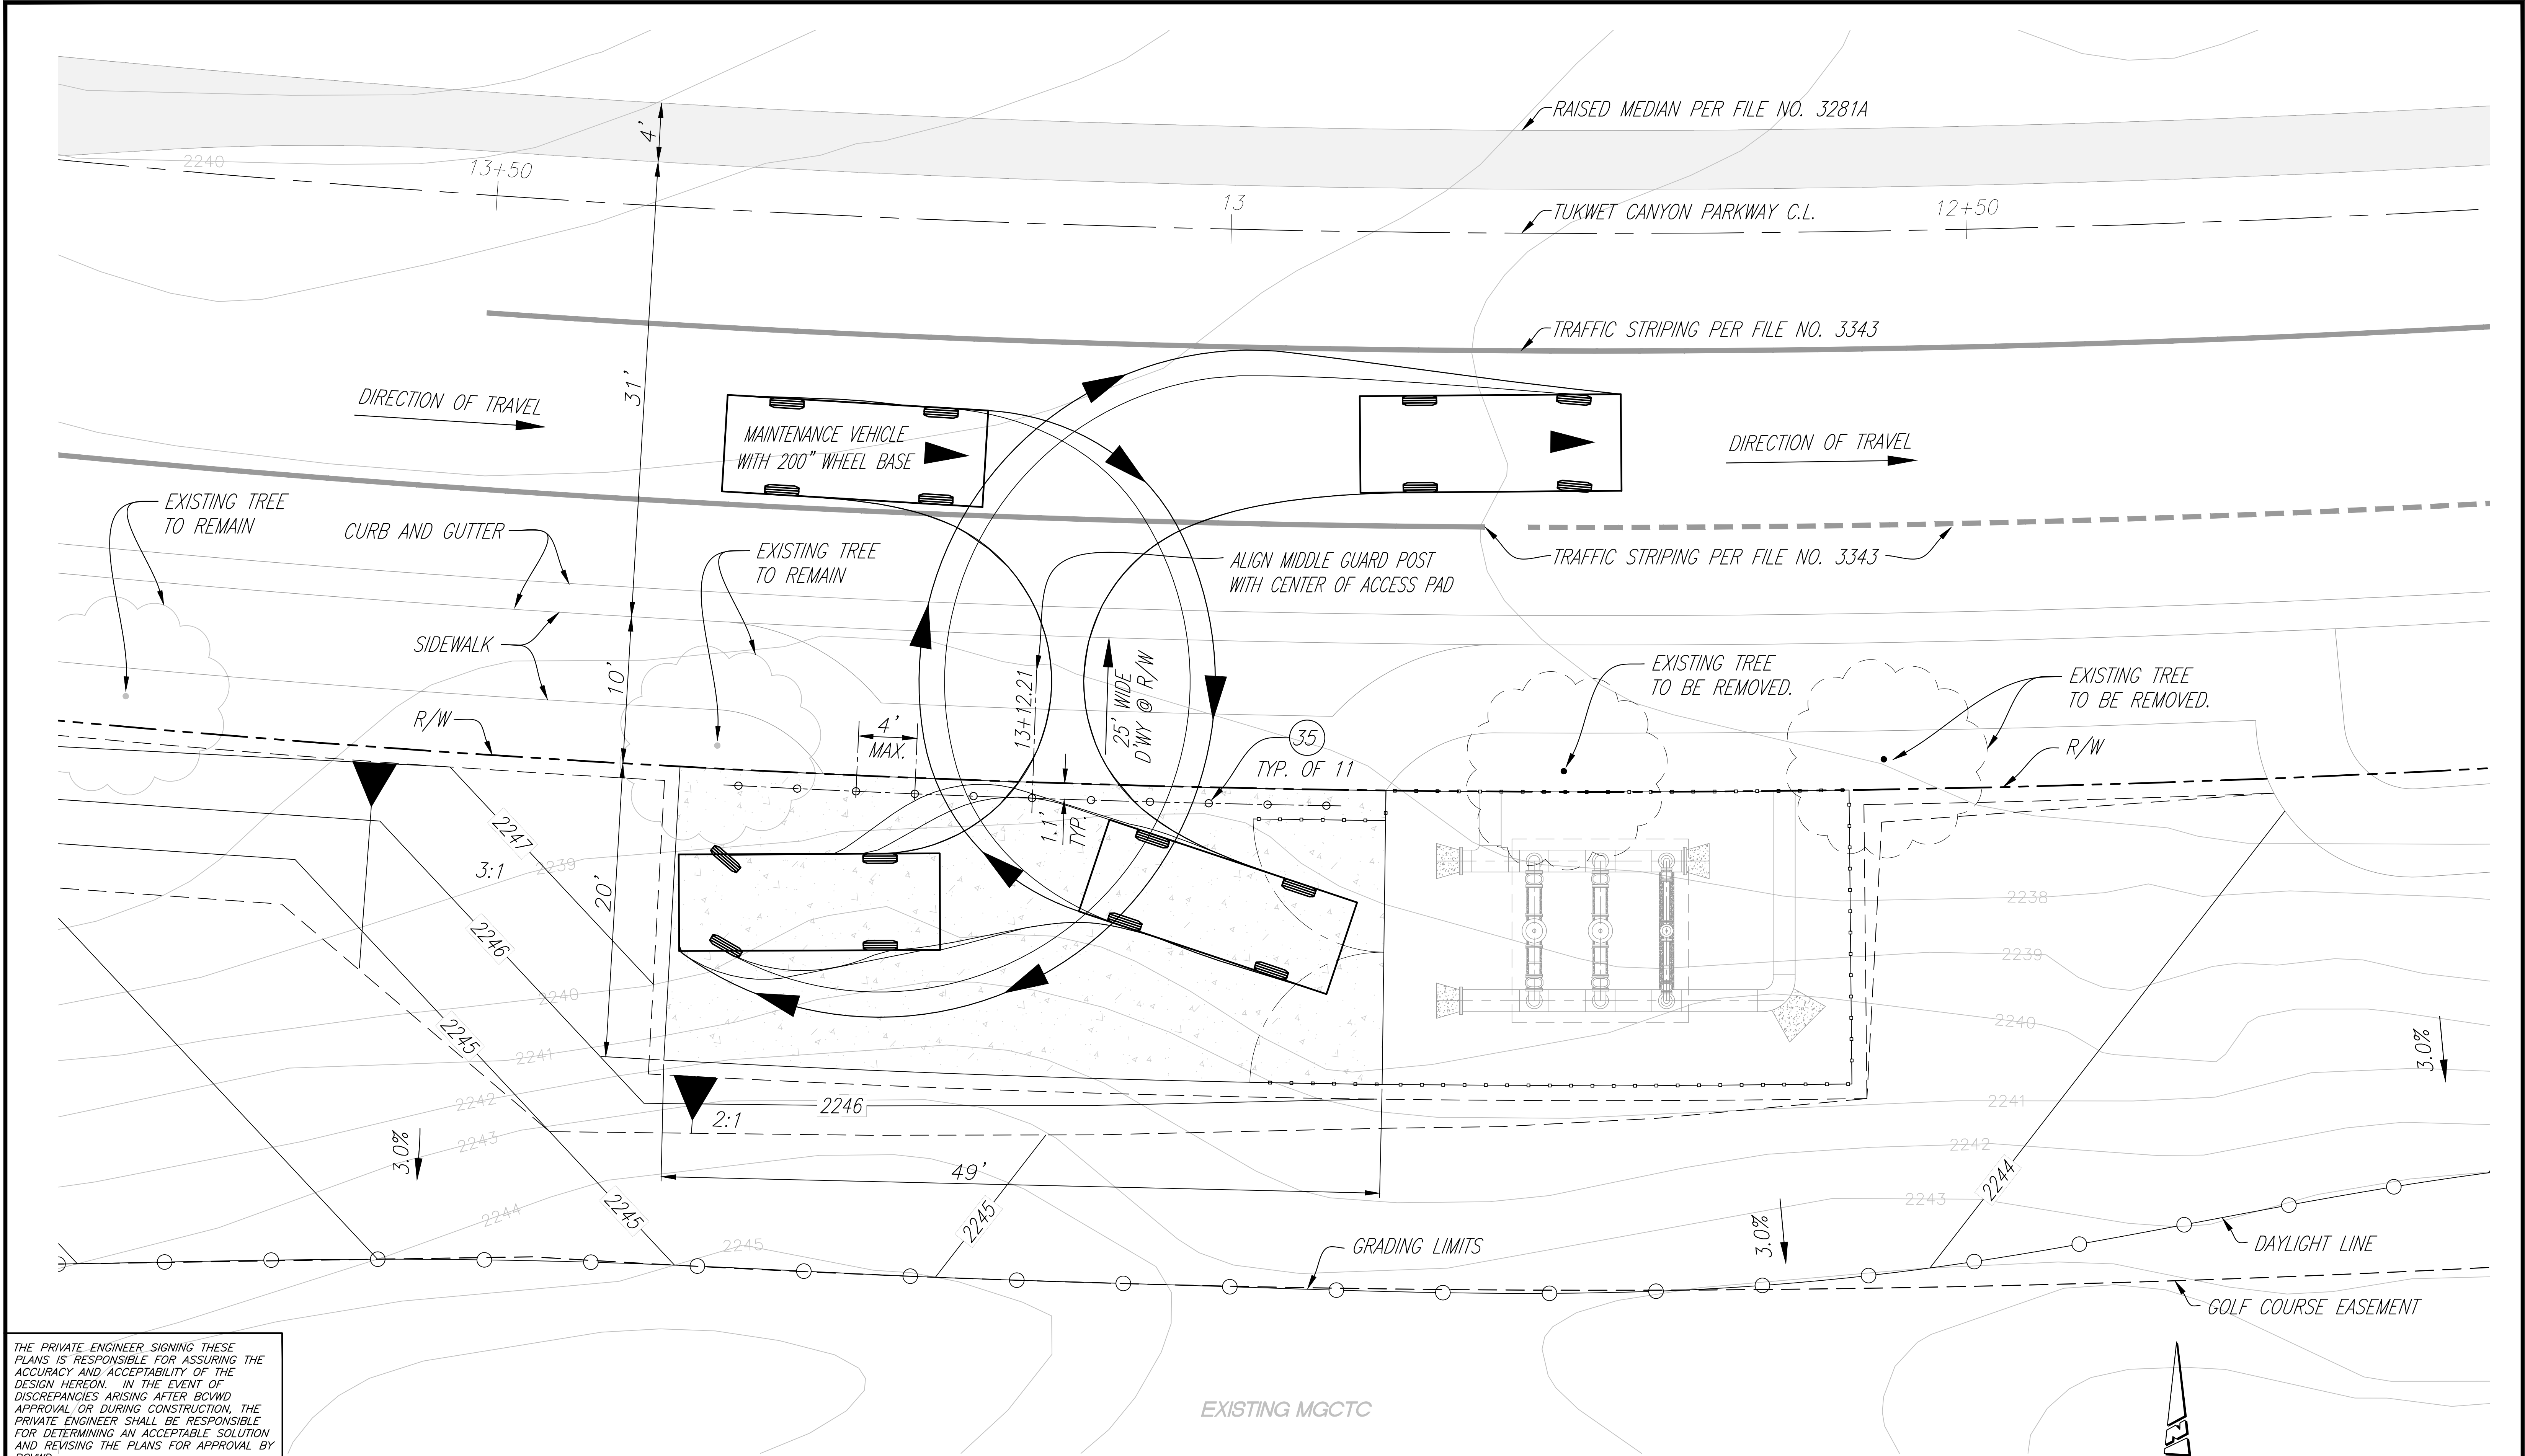 RAISED MEDIAN PER FILE NO. 3281A
4'
2240
13+50
13
12+50
TUKWET CANYON PARKWAY C.L.
TRAFFIC STRIPING PER FILE NO. 3343
31'
DIRECTION OF TRAVEL
MAINTENANCE VEHICLE
WITH 200" WHEEL BASE
DIRECTION OF TRAVEL
EXISTING TREE
TO REMAIN
CURB AND GUTTER
EXISTING TREE
TO REMAIN
ALIGN MIDDLE GUARD POST
WITH CENTER OF ACCESS PAD
TRAFFIC STRIPING PER FILE NO. 3343
SIDEWALK
10'
13+12.21
25' WIDE
D'WY @ R/W
EXISTING TREE
TO BE REMOVED.
EXISTING TREE
TO BE REMOVED.
R/W
4'
MAX.
35
TYP. OF 11
R/W
1.1'
TYP.
2247
3:1
2239
20'
2238
2246
2239
2240
2240
2245
2241
3.0%
2242
2246
2241
2:1
3.0%
2243
2242
49'
2244
2244
2245
2245
2243
3.0%
2245
GRADING LIMITS
DAYLIGHT LINE
GOLF COURSE EASEMENT
THE PRIVATE ENGINEER SIGNING THESE
PLANS IS RESPONSIBLE FOR ASSURING THE
ACCURACY AND ACCEPTABILITY OF THE
DESIGN HEREON. IN THE EVENT OF
DISCREPANCIES ARISING AFTER BCVWD
APPROVAL OR DURING CONSTRUCTION, THE
PRIVATE ENGINEER SHALL BE RESPONSIBLE
FOR DETERMINING AN ACCEPTABLE SOLUTION
AND REVISING THE PLANS FOR APPROVAL BY
BCVWD
EXISTING MGCTC
N